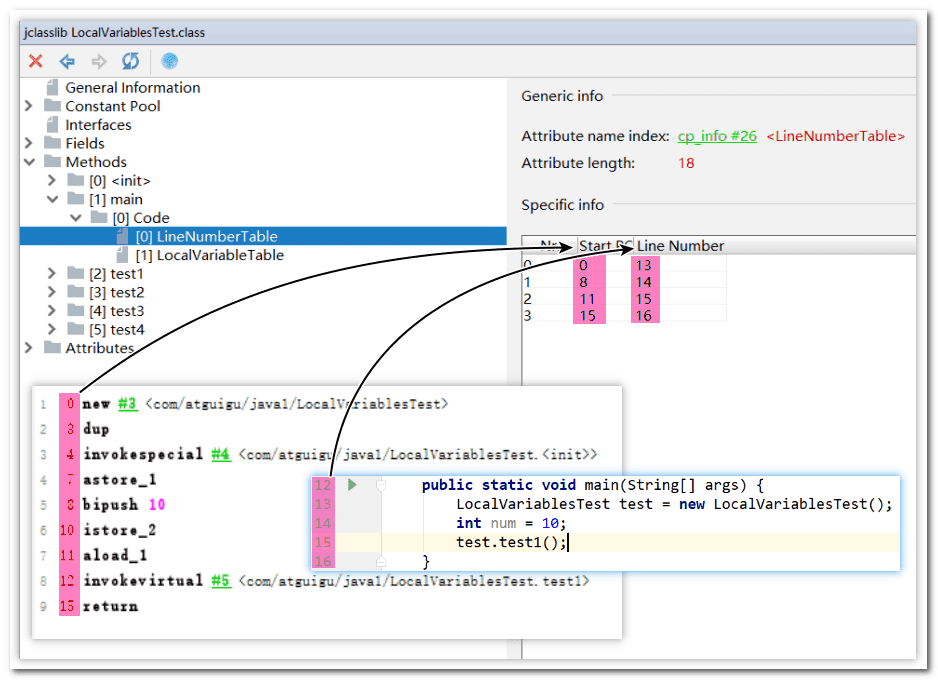 jclasslib LocalVariablesTest.class
General Information
Constant Pool
Interfaces
Fields
Methods
[0] <init>
[1] main
[0] Code
[0] LineNumberTable
[1] LocalVariableTable
[2] test1
[3] test2
[4] test3
[5] test4
Attributes
Generic info
Attribute name index: cp_info #26 <LineNumberTable>
Attribute length: 18
Specific info
Nr. Start PC Line Number
0 0 13
1 8 14
2 11 15
3 15 16
1 0 new #3 <com/atguigu/java1/LocalVariablesTest>
2 3 dup
3 4 invokespecial #4 <com/atguigu/java1/LocalVariablesTest.<init>>
4 7 astore_1
5 8 bipush 10
6 10 istore_2
7 11 aload_1
8 12 invokevirtual #5 <com/atguigu/java1/LocalVariablesTest.test1>
9 15 return
12 public static void main(String[] args) {
13 LocalVariablesTest test = new LocalVariablesTest();
14 int num = 10;
15 test.test1();
16 }